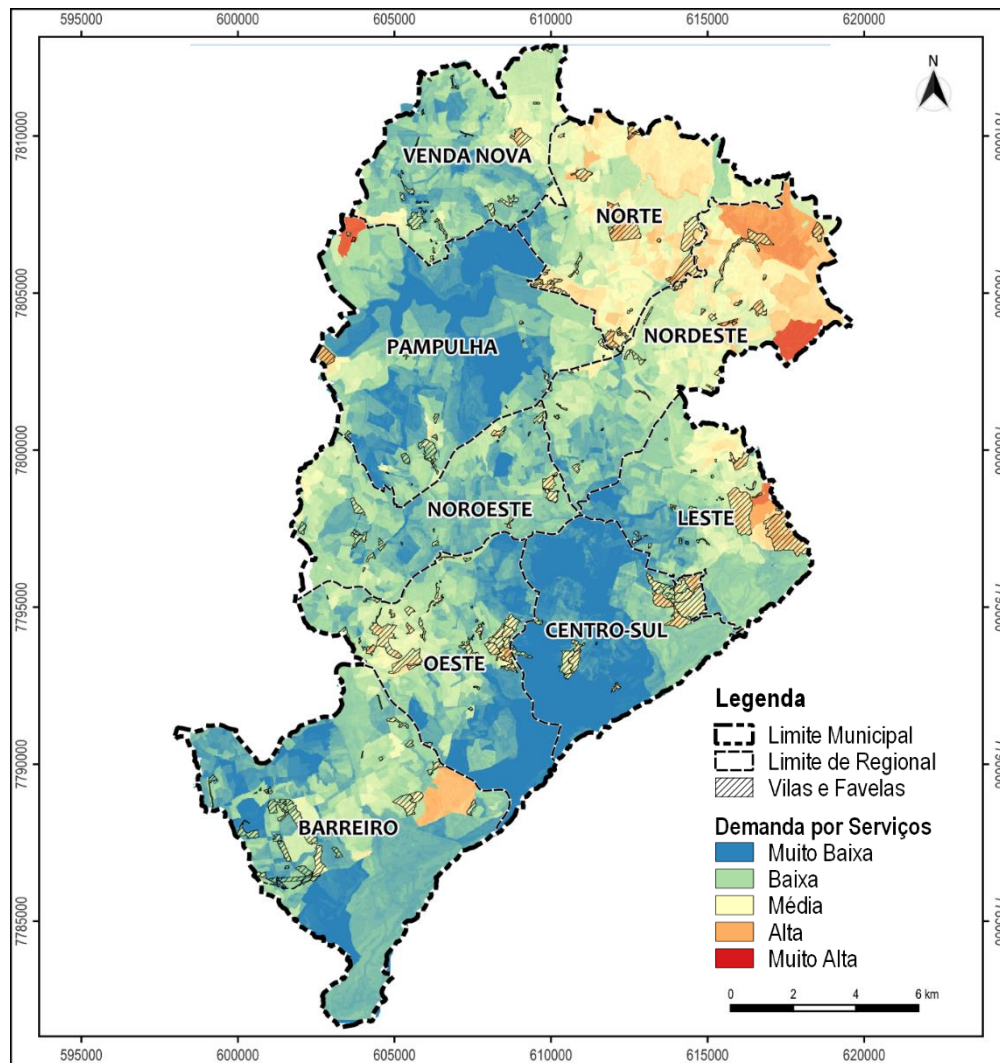 595000 600000 605000 610000 615000 620000
N
7810000
7805000
7800000
7795000
7790000
7785000
VENDA NOVA
NORTE
PAMPULHA
NORDESTE
NOROESTE
LESTE
CENTRO-SUL
OESTE
BARREIRO
Legenda
Limite Municipal
Limite de Regional
Vilas e Favelas
Demanda por Serviços
Muito Baixa
Baixa
Média
Alta
Muito Alta
0 2 4 6 km
595000 600000 605000 610000 615000 620000